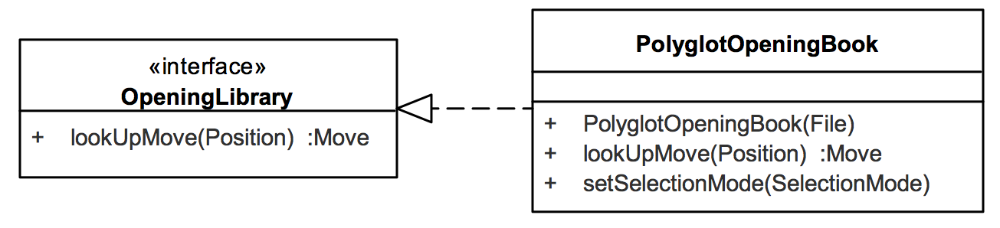 «interface»
OpeningLibrary
+ lookUpMove(Position) :Move
PolyglotOpeningBook
+ PolyglotOpeningBook(File)
+ lookUpMove(Position) :Move
+ setSelectionMode(SelectionMode)